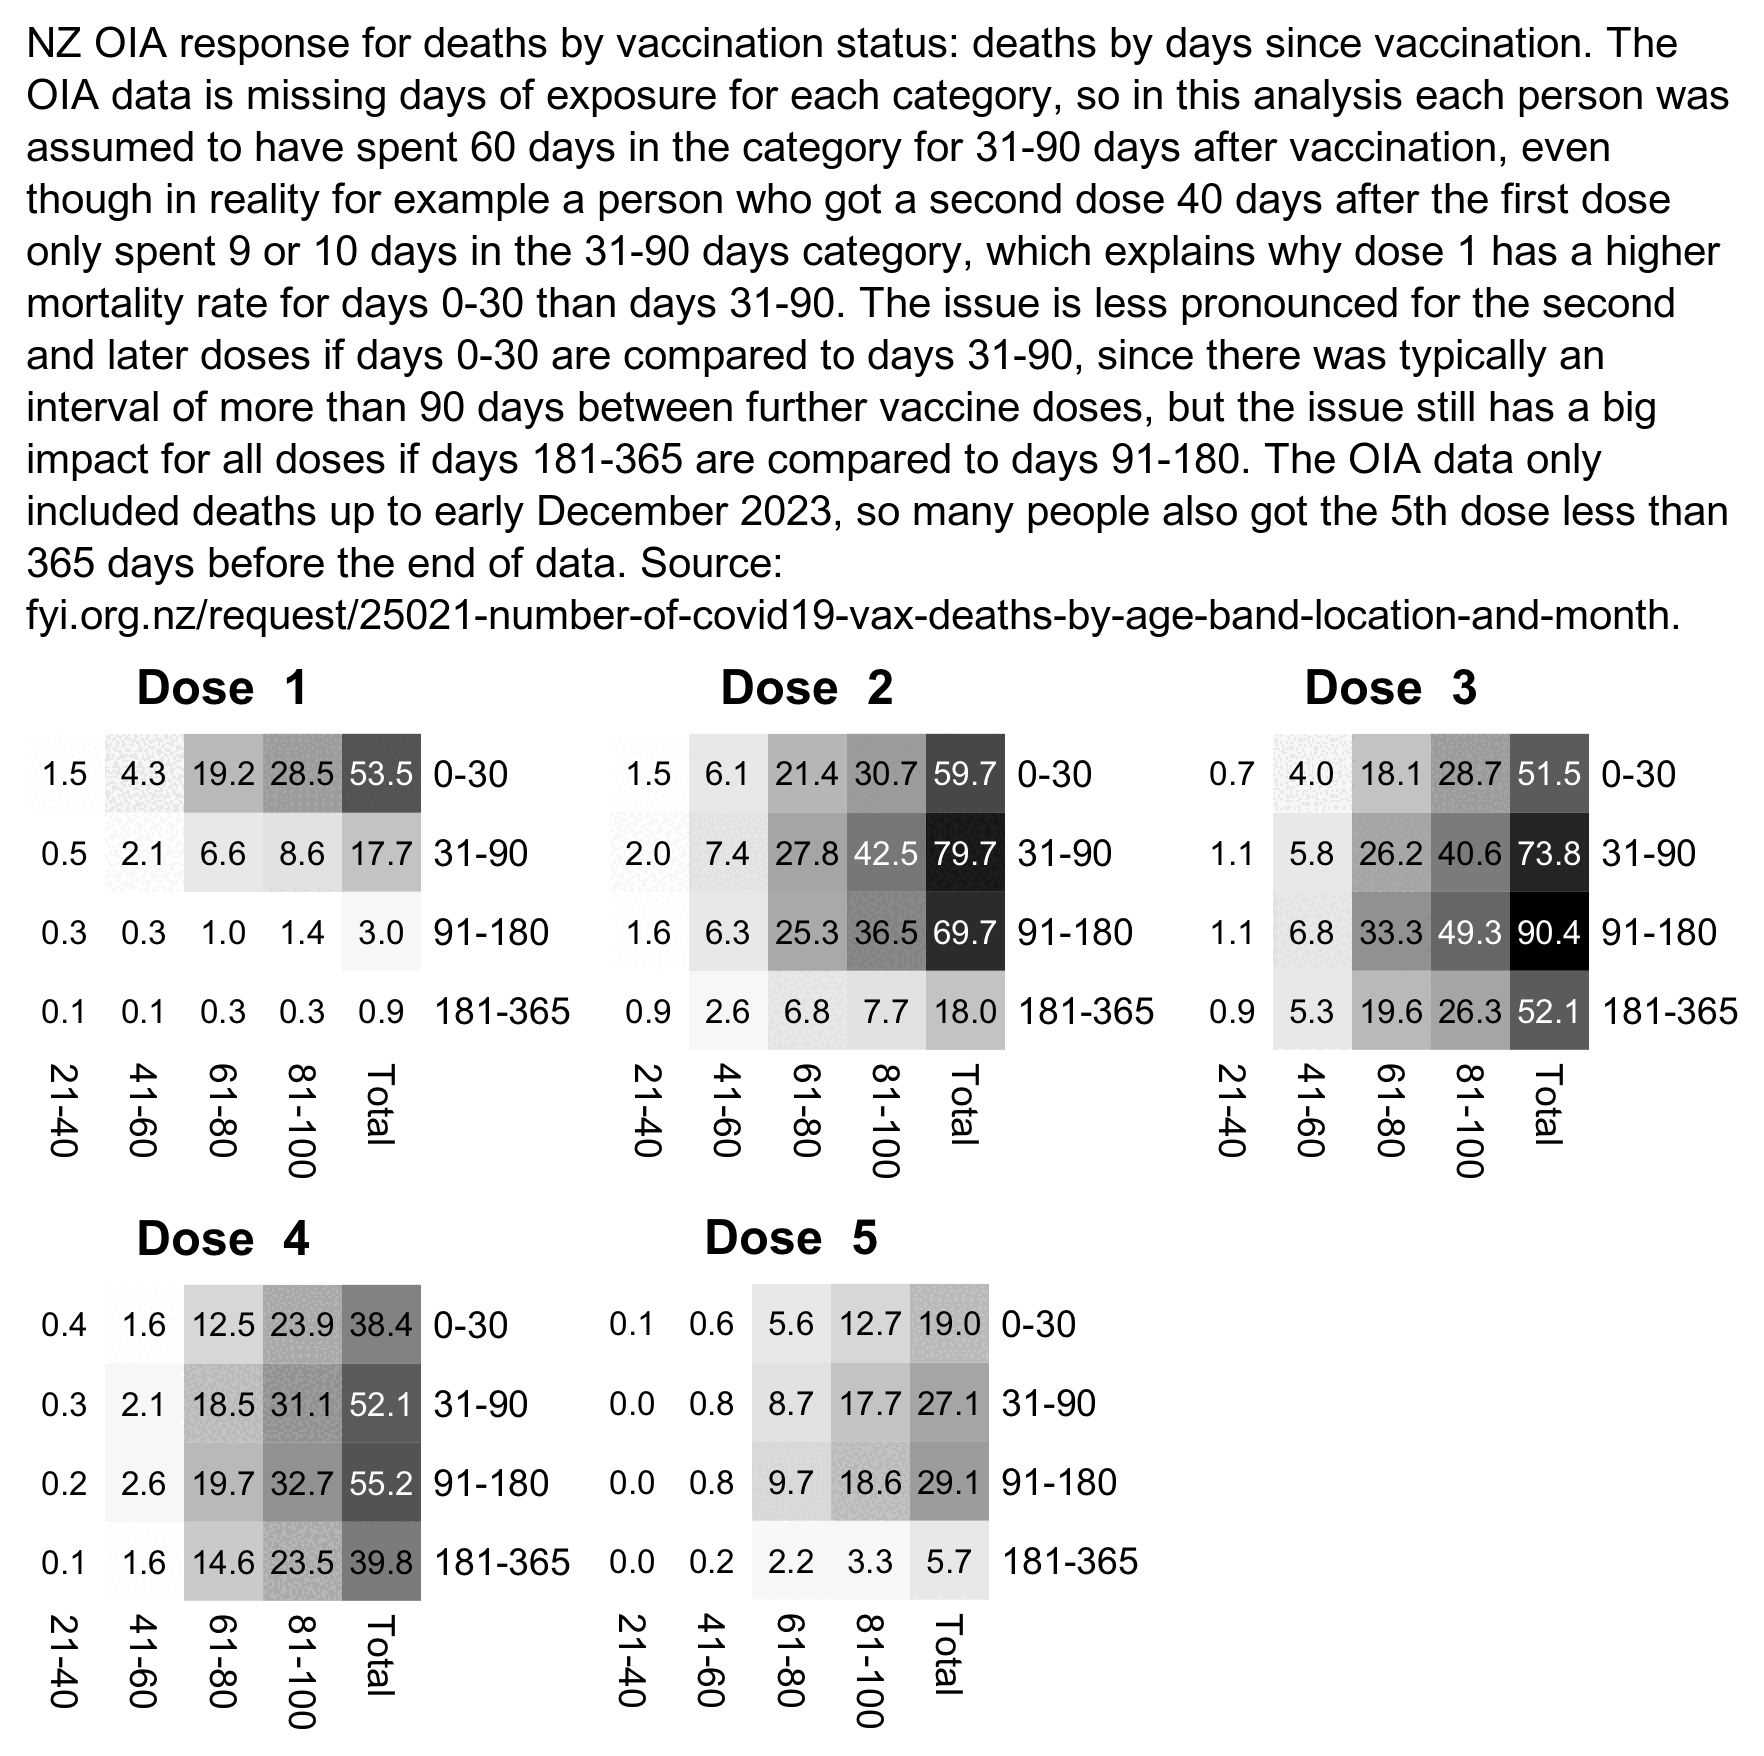 NZ OIA response for deaths by vaccination status: deaths by days since vaccination. The
OIA data is missing days of exposure for each category, so in this analysis each person was
assumed to have spent 60 days in the category for 31-90 days after vaccination, even
though in reality for example a person who got a second dose 40 days after the first dose
only spent 9 or 10 days in the 31-90 days category, which explains why dose 1 has a higher
mortality rate for days 0-30 than days 31-90. The issue is less pronounced for the second
and later doses if days 0-30 are compared to days 31-90, since there was typically an
interval of more than 90 days between further vaccine doses, but the issue still has a big
impact for all doses if days 181-365 are compared to days 91-180. The OIA data only
included deaths up to early December 2023, so many people also got the 5th dose less than
365 days before the end of data. Source:
fyi.org.nz/request/25021-number-of-covid19-vax-deaths-by-age-band-location-and-month.
Dose 1
1.5 4.3 19.2 28.5 53.5 0-30
0.5 2.1 6.6 8.6 17.7 31-90
0.3 0.3 1.0 1.4 3.0 91-180
0.1 0.1 0.3 0.3 0.9 181-365
21-40 41-60 61-80 81-100 Total
Dose 2
1.5 6.1 21.4 30.7 59.7 0-30
2.0 7.4 27.8 42.5 79.7 31-90
1.6 6.3 25.3 36.5 69.7 91-180
0.9 2.6 6.8 7.7 18.0 181-365
21-40 41-60 61-80 81-100 Total
Dose 3
0.7 4.0 18.1 28.7 51.5 0-30
1.1 5.8 26.2 40.6 73.8 31-90
1.1 6.8 33.3 49.3 90.4 91-180
0.9 5.3 19.6 26.3 52.1 181-365
21-40 41-60 61-80 81-100 Total
Dose 4
0.4 1.6 12.5 23.9 38.4 0-30
0.3 2.1 18.5 31.1 52.1 31-90
0.2 2.6 19.7 32.7 55.2 91-180
0.1 1.6 14.6 23.5 39.8 181-365
21-40 41-60 61-80 81-100 Total
Dose 5
0.1 0.6 5.6 12.7 19.0 0-30
0.0 0.8 8.7 17.7 27.1 31-90
0.0 0.8 9.7 18.6 29.1 91-180
0.0 0.2 2.2 3.3 5.7 181-365
21-40 41-60 61-80 81-100 Total